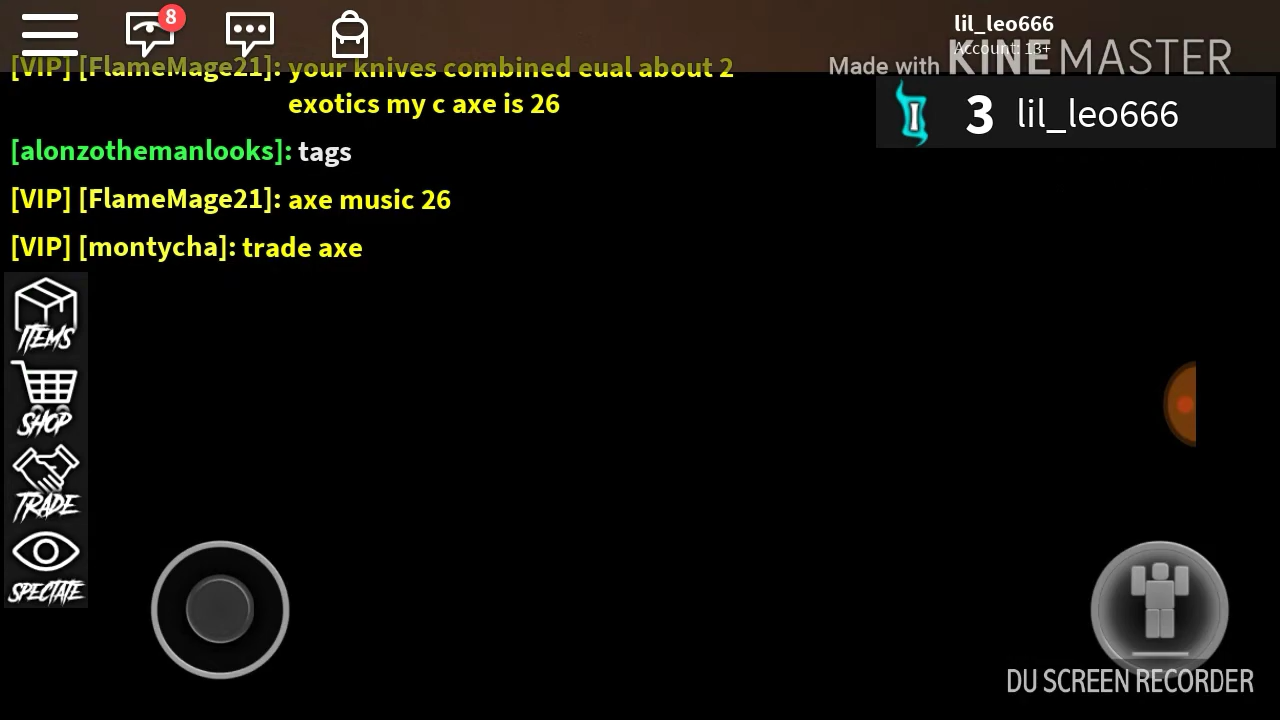 8
lil_leo666
Account: 13+
Made with KINEMASTER
[VIP] [FlameMage21]: your knives combined eual about 2
exotics my c axe is 26
3 lil_leo666
[alonzothemanlooks]: tags
[VIP] [FlameMage21]: axe music 26
[VIP] [montycha]: trade axe
ITEMS
SHOP
TRADE
SPECTATE
DU SCREEN RECORDER